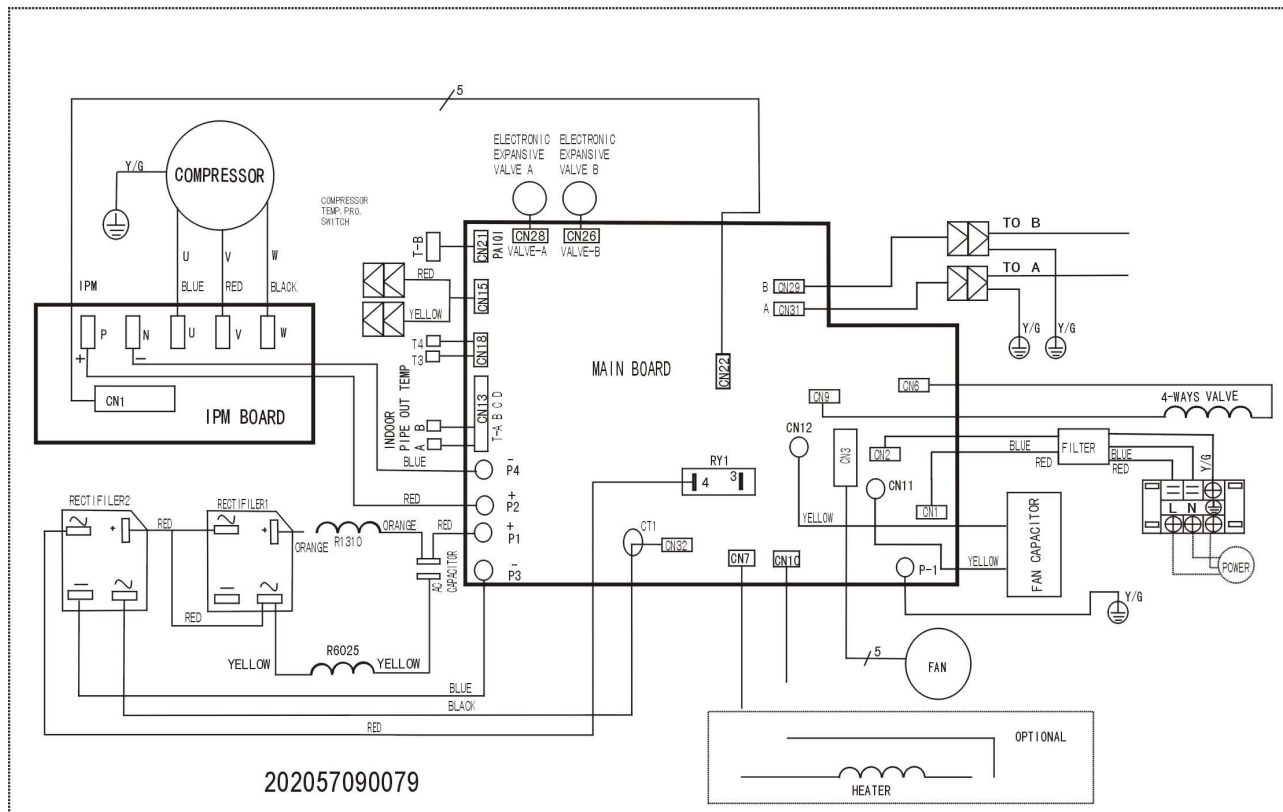 5
ELECTRONIC
EXPANSIVE
VALVE A
ELECTRONIC
EXPANSIVE
VALVE B
Y/G
COMPRESSOR
COMPRESSOR
TEMP.PRO.
SWITCH
U
V
W
IPM
BLUE
RED
BLACK
P
N
U
V
W
+
−
CN1
IPM BOARD
T-B
CN21
PAIQI
CN28
VALVE-A
CN26
VALVE-B
RED
CN15
YELLOW
T4
T3
CN18
INDOOR
PIPE OUT TEMP
B
A
CN13
T-A B C D
BLUE
−
P4
RED
+
P2
RED
+
P1
−
P3
MAIN BOARD
CN22
B
CN29
A
CN31
TO B
TO A
Y/G
Y/G
CN6
CN9
4-WAYS VALVE
CN12
CN3
CN2
BLUE
RED
FILTER
BLUE
RED
Y/G
CN11
CN1
L
N
POWER
YELLOW
YELLOW
FAN CAPACITOR
RY1
4
3
CT1
CN32
CN7
CN10
P-1
Y/G
5
FAN
RECTIFILER2
+
RED
RECTIFILER1
+
ORANGE
R1310
ORANGE
AC
CAPACITOR
RED
YELLOW
R6025
YELLOW
BLUE
BLACK
RED
OPTIONAL
HEATER
202057090079